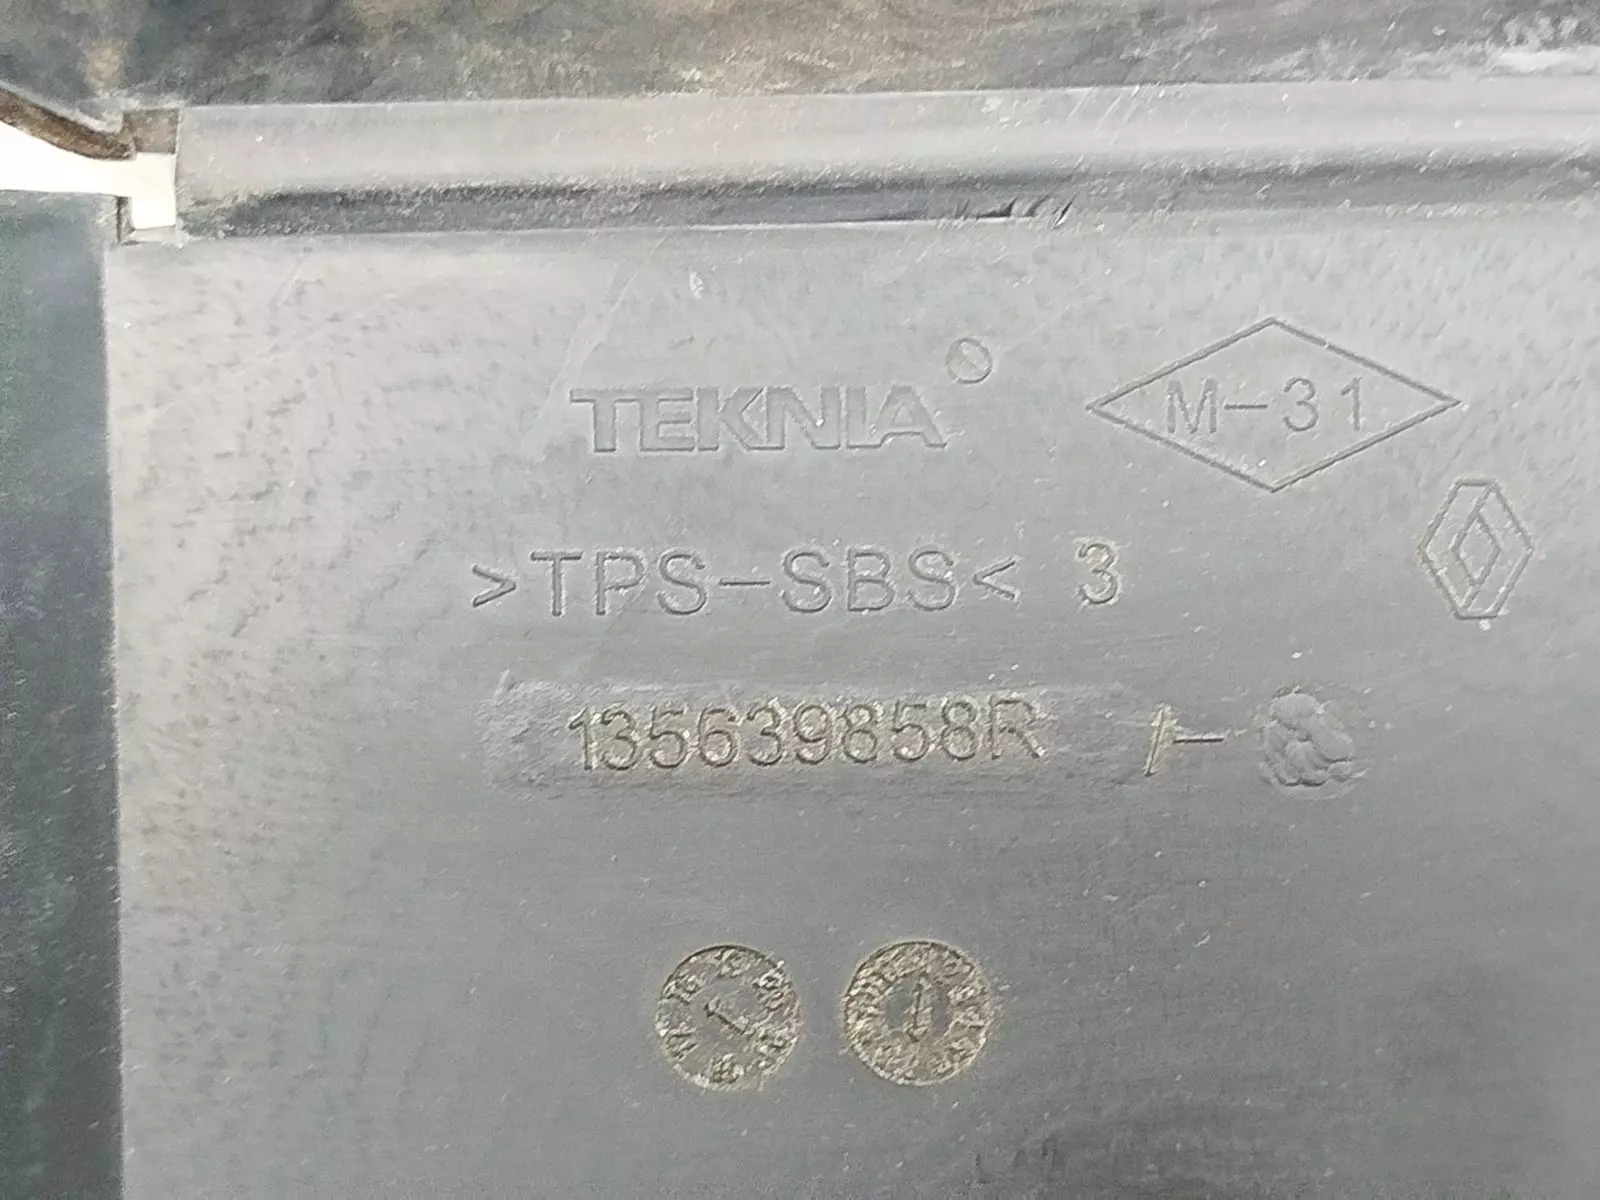 TEKNIA
M-31
>TPS-SBS< 3
135639858R